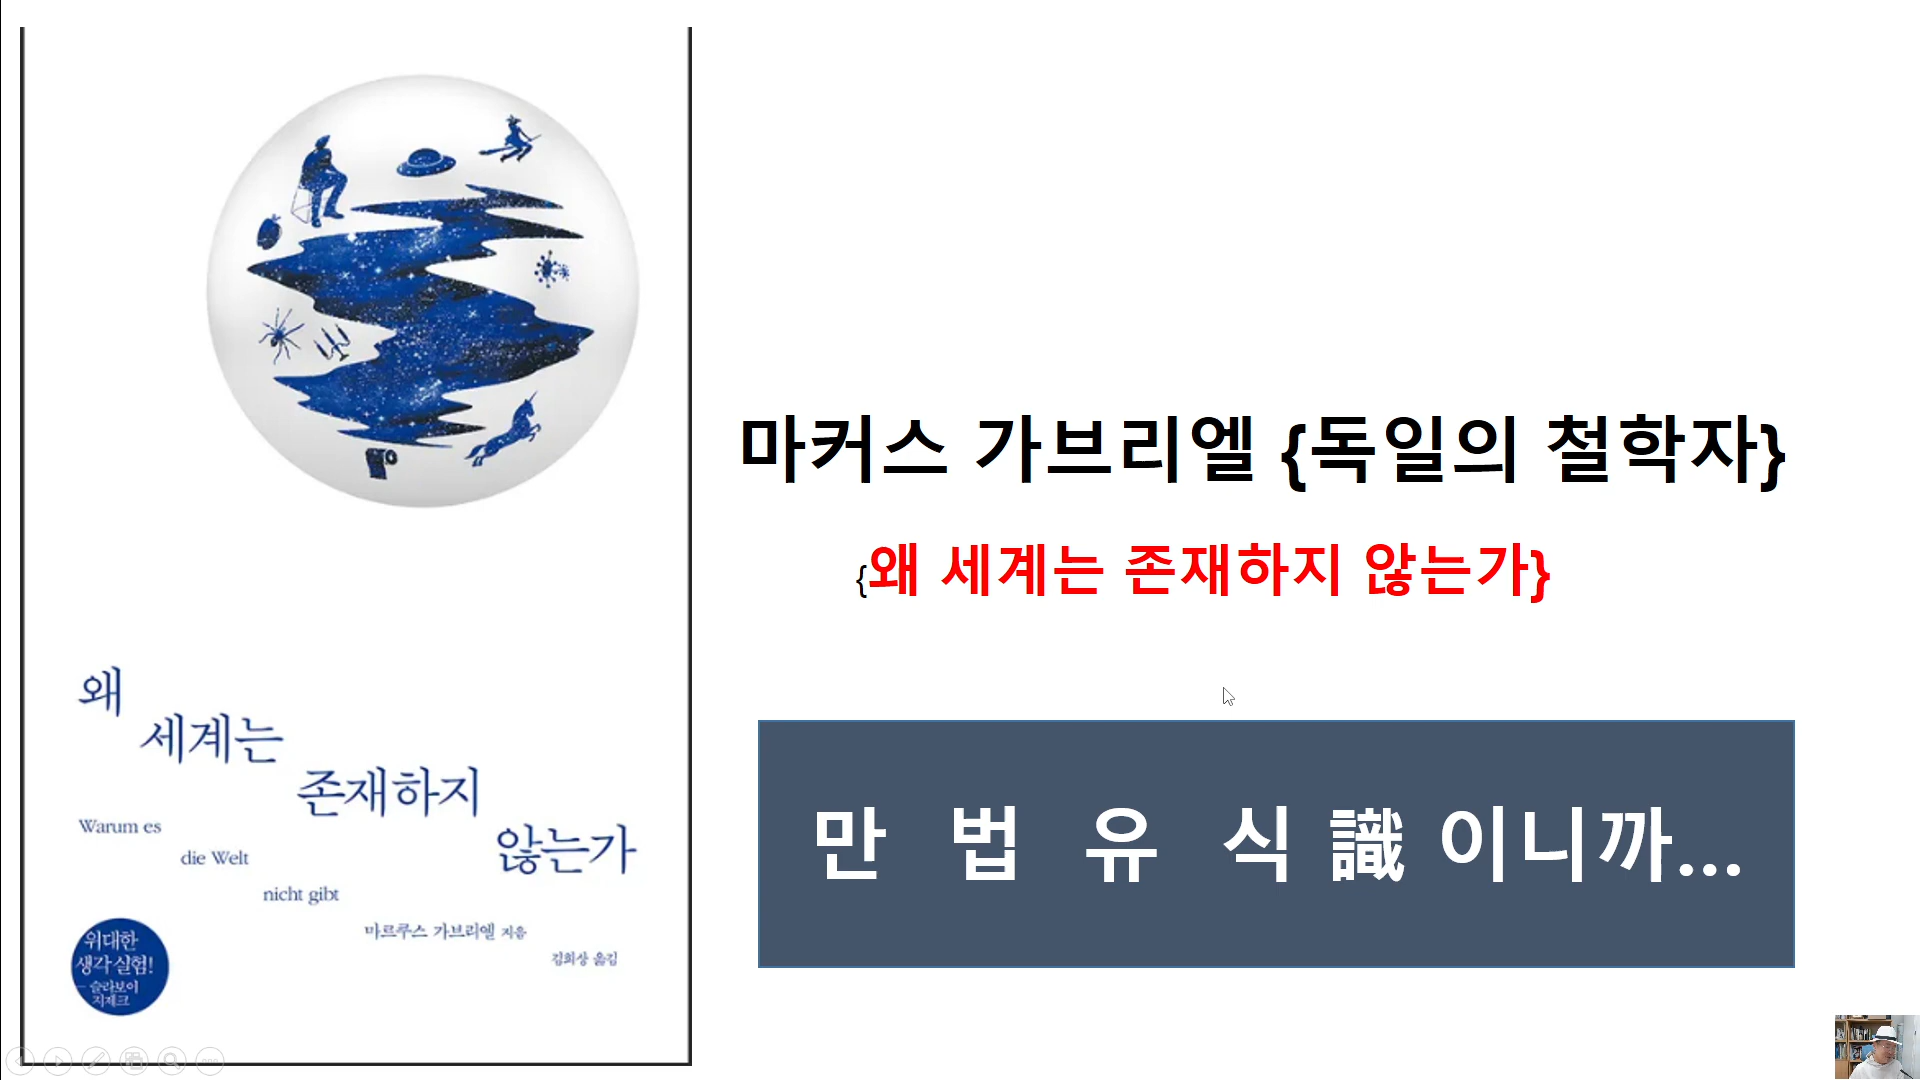 왜
세계는
존재하지
않는가
Warum es
die Welt
nicht gibt
마르쿠스 가브리엘 지음
김희상 옮김
위대한
생각 실험!
– 슬라보이
지제크
마커스 가브리엘 {독일의 철학자}
{왜 세계는 존재하지 않는가}
만 법 유 식 識 이니까...